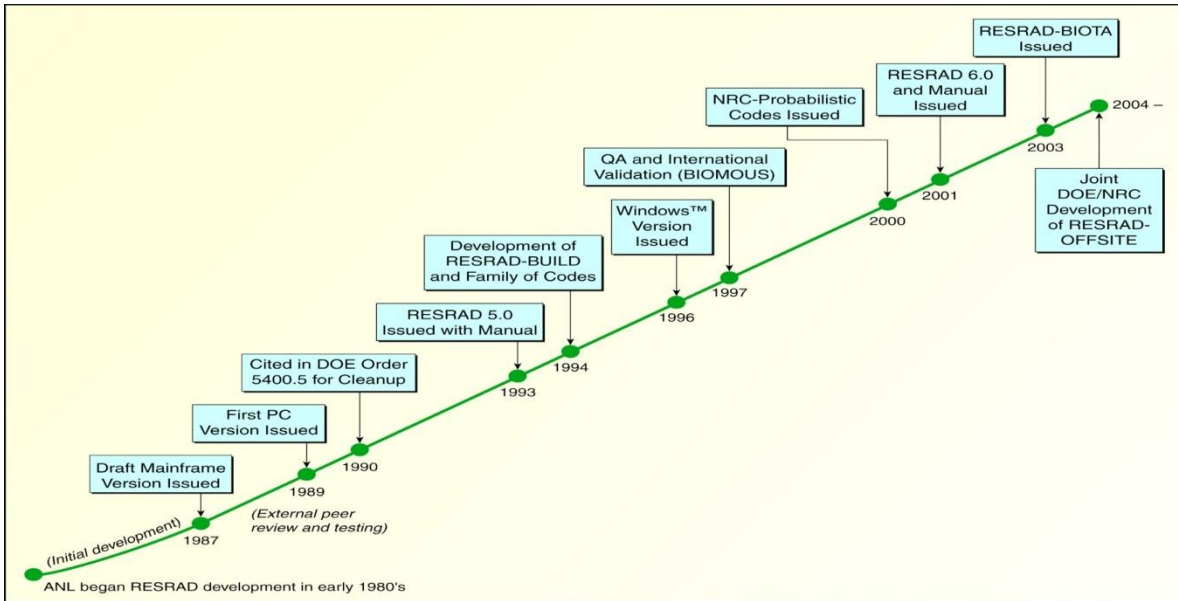 RESRAD-BIOTA
Issued
RESRAD 6.0
and Manual
Issued
2004 –
NRC-Probabilistic
Codes Issued
2003
QA and International
Validation (BIOMOUS)
2001
Joint
DOE/NRC
Development
of RESRAD-
OFFSITE
2000
Windows™
Version
Issued
Development of
RESRAD-BUILD
and Family of Codes
1997
1996
RESRAD 5.0
Issued with Manual
1994
Cited in DOE Order
5400.5 for Cleanup
1993
First PC
Version Issued
1990
Draft Mainframe
Version Issued
1989
(External peer
review and testing)
1987
(Initial development)
ANL began RESRAD development in early 1980's